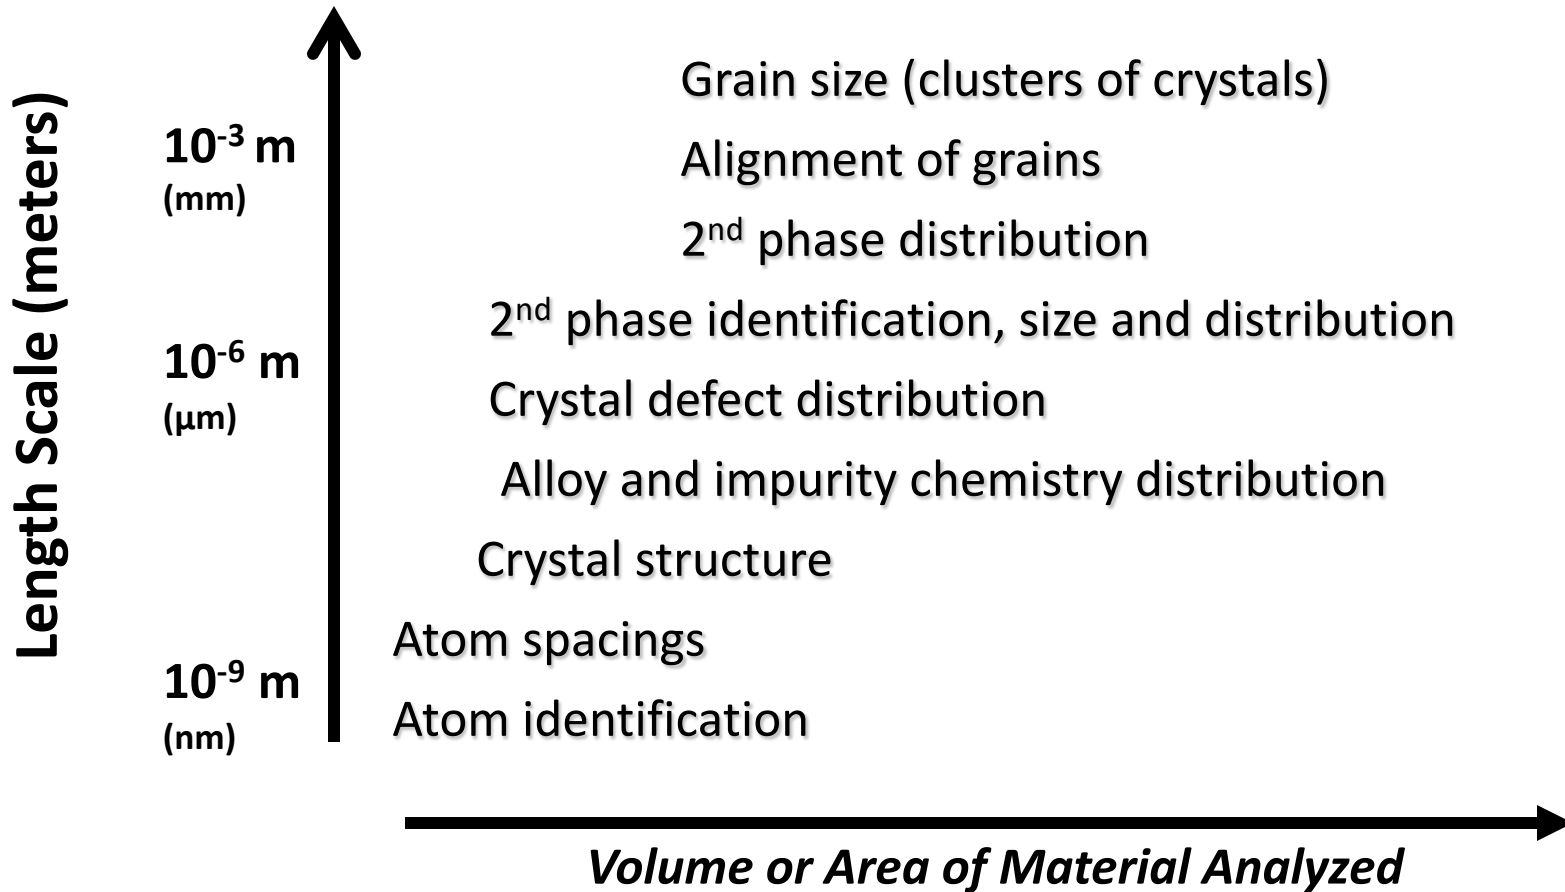 Length Scale (meters)
10⁻³ m
(mm)
10⁻⁶ m
(µm)
10⁻⁹ m
(nm)
Grain size (clusters of crystals)
Alignment of grains
2ⁿᵈ phase distribution
2ⁿᵈ phase identification, size and distribution
Crystal defect distribution
Alloy and impurity chemistry distribution
Crystal structure
Atom spacings
Atom identification
Volume or Area of Material Analyzed